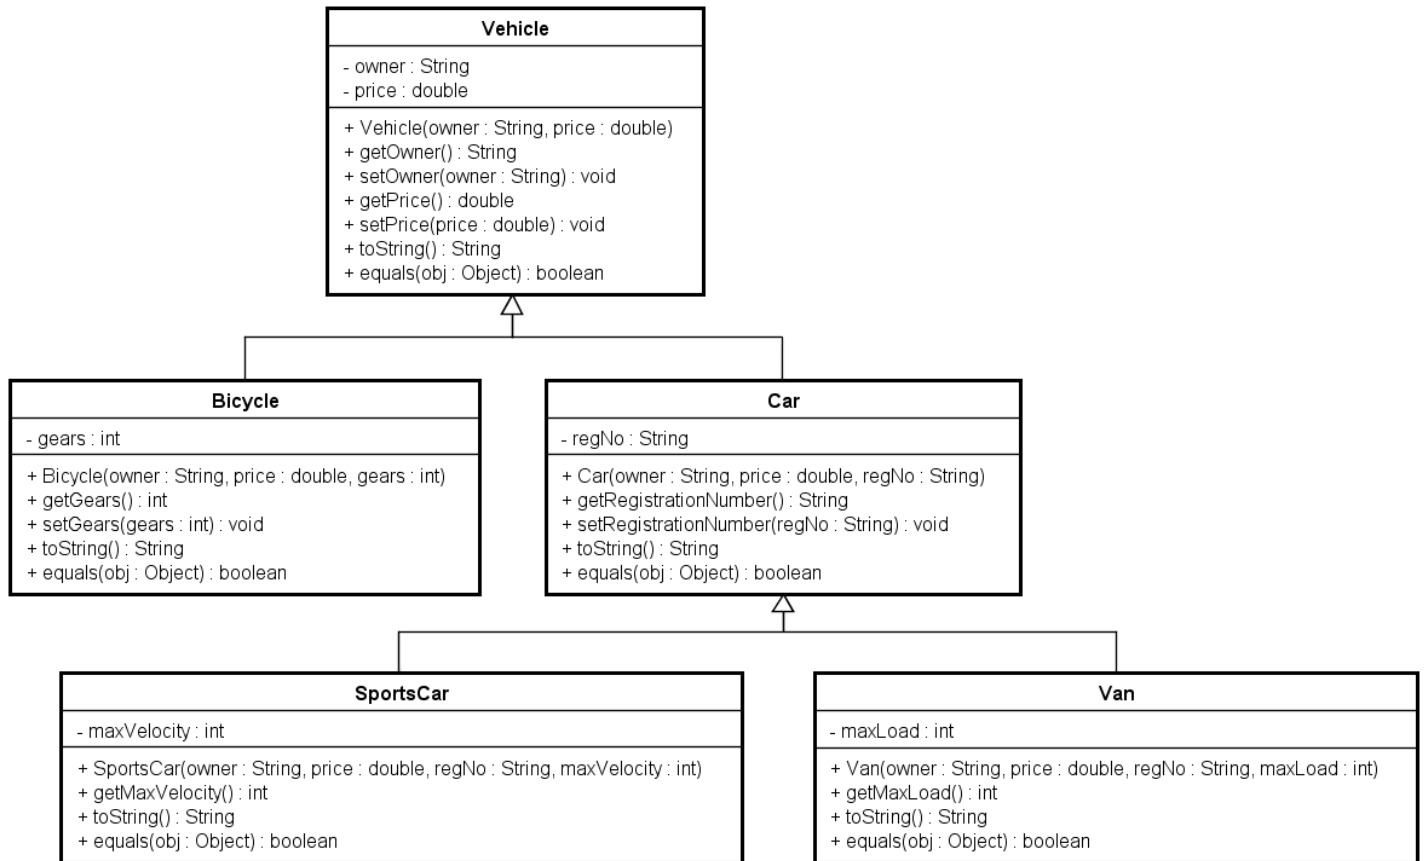 Vehicle
- owner : String
- price : double
+ Vehicle(owner : String, price : double)
+ getOwner() : String
+ setOwner(owner : String) : void
+ getPrice() : double
+ setPrice(price : double) : void
+ toString() : String
+ equals(obj : Object) : boolean
Bicycle
- gears : int
+ Bicycle(owner : String, price : double, gears : int)
+ getGears() : int
+ setGears(gears : int) : void
+ toString() : String
+ equals(obj : Object) : boolean
Car
- regNo : String
+ Car(owner : String, price : double, regNo : String)
+ getRegistrationNumber() : String
+ setRegistrationNumber(regNo : String) : void
+ toString() : String
+ equals(obj : Object) : boolean
SportsCar
- maxVelocity : int
+ SportsCar(owner : String, price : double, regNo : String, maxVelocity : int)
+ getMaxVelocity() : int
+ toString() : String
+ equals(obj : Object) : boolean
Van
- maxLoad : int
+ Van(owner : String, price : double, regNo : String, maxLoad : int)
+ getMaxLoad() : int
+ toString() : String
+ equals(obj : Object) : boolean